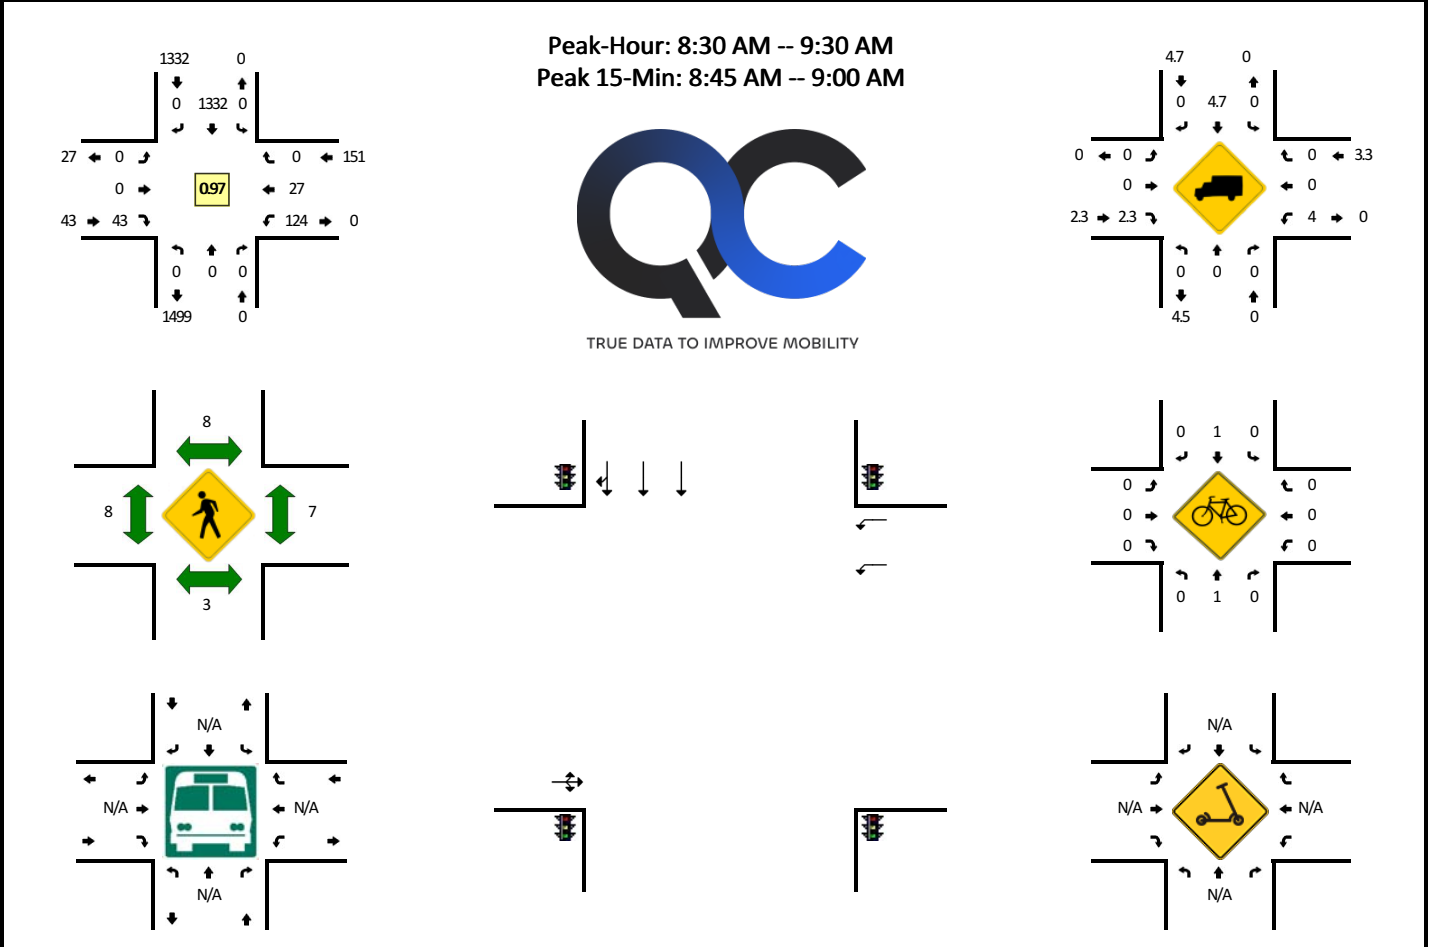 Peak-Hour: 8:30 AM -- 9:30 AM
Peak 15-Min: 8:45 AM -- 9:00 AM
1332 0
0 1332 0
27 0 0 151
0 0.97 27
43 43 124 0
0 0 0
1499 0
TRUE DATA TO IMPROVE MOBILITY
4.7 0
0 4.7 0
0 0 0 3.3
0 0
2.3 2.3 4 0
0 0 0
4.5 0
8
8 7
3
0 1 0
0 0
0 0
0 0
0 1 0
N/A
N/A N/A
N/A
N/A
N/A N/A
N/A